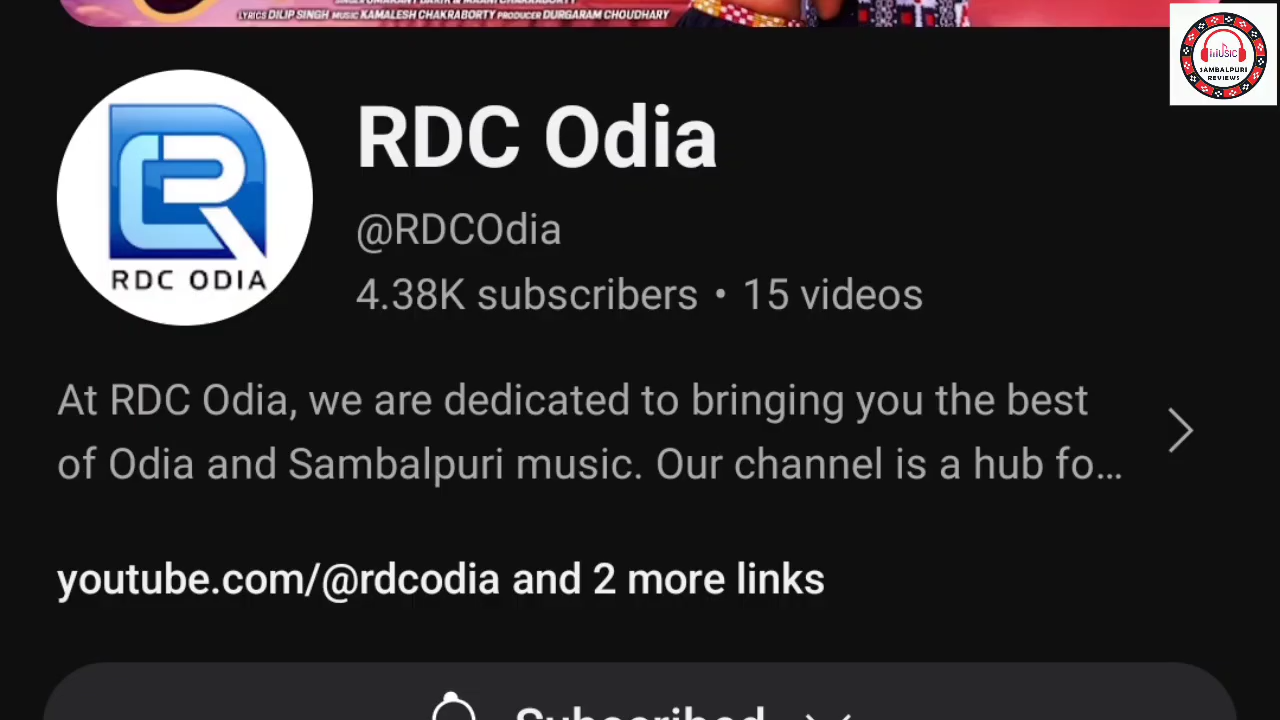 LYRICS DILIP SINGH MUSIC KAMALESH CHAKRABORTY PRODUCER DURGARAM CHOUDHARY
MUSIC
SAMBALPURI
REVIEWS
RDC Odia
@RDCOdia
4.38K subscribers • 15 videos
RDC ODIA
At RDC Odia, we are dedicated to bringing you the best
of Odia and Sambalpuri music. Our channel is a hub fo...
youtube.com/@rdcodia and 2 more links
Subscribed